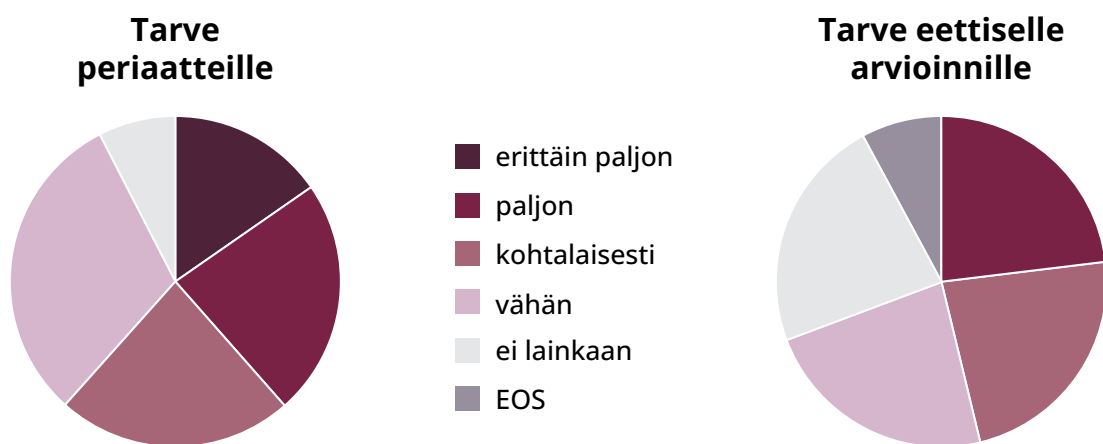 Tarve
periaatteille
Tarve eettiselle
arvioinnille
erittäin paljon
paljon
kohtalaisesti
vähän
ei lainkaan
EOS